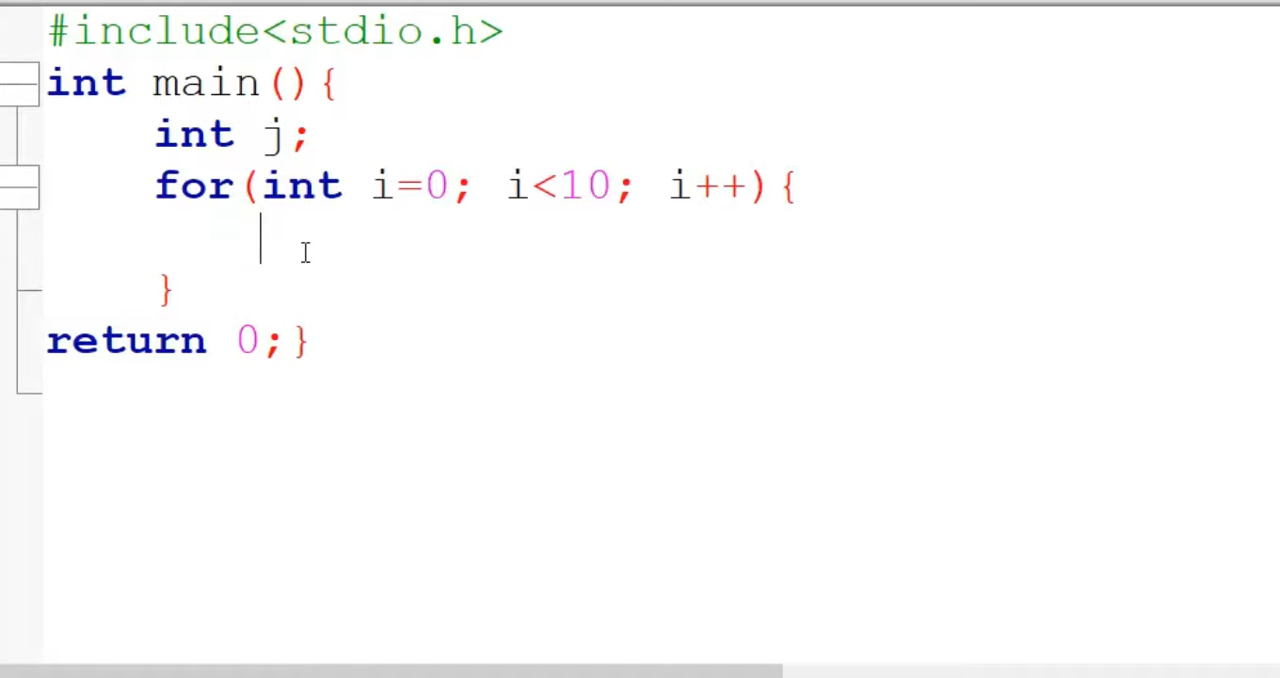 #include<stdio.h>
int main(){
    int j;
    for(int i=0; i<10; i++){

    }
return 0;}